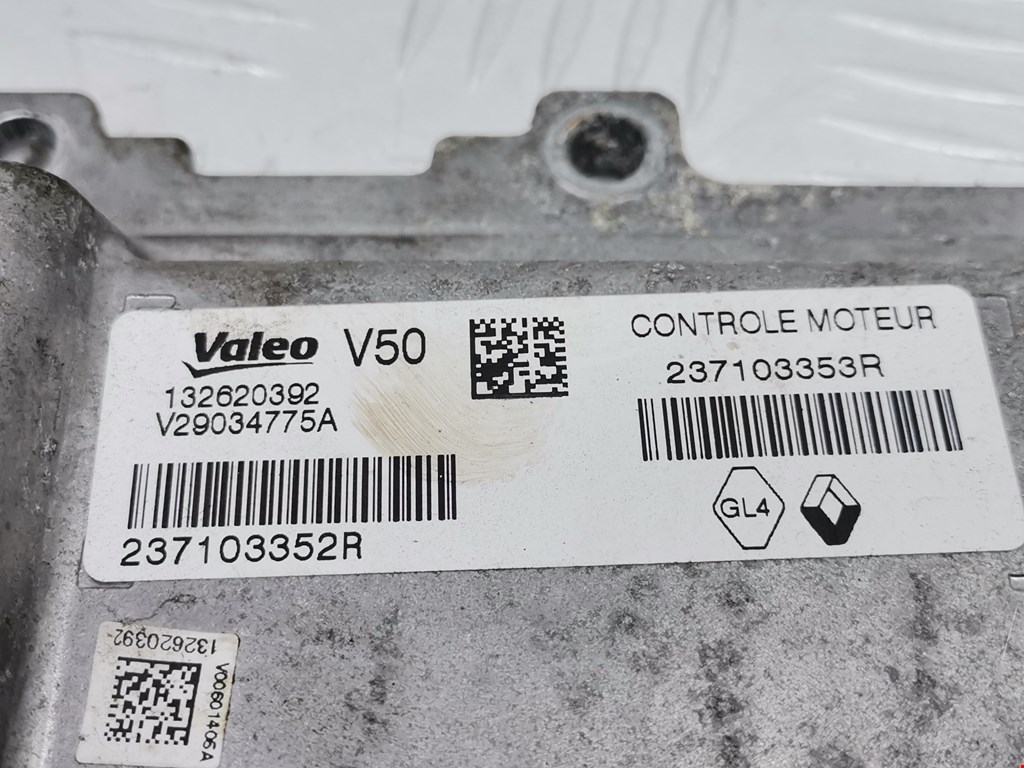 Valeo V50
132620392
V29034775A
237103352R
CONTROLE MOTEUR
237103353R
GL4
132620392
V00601406A